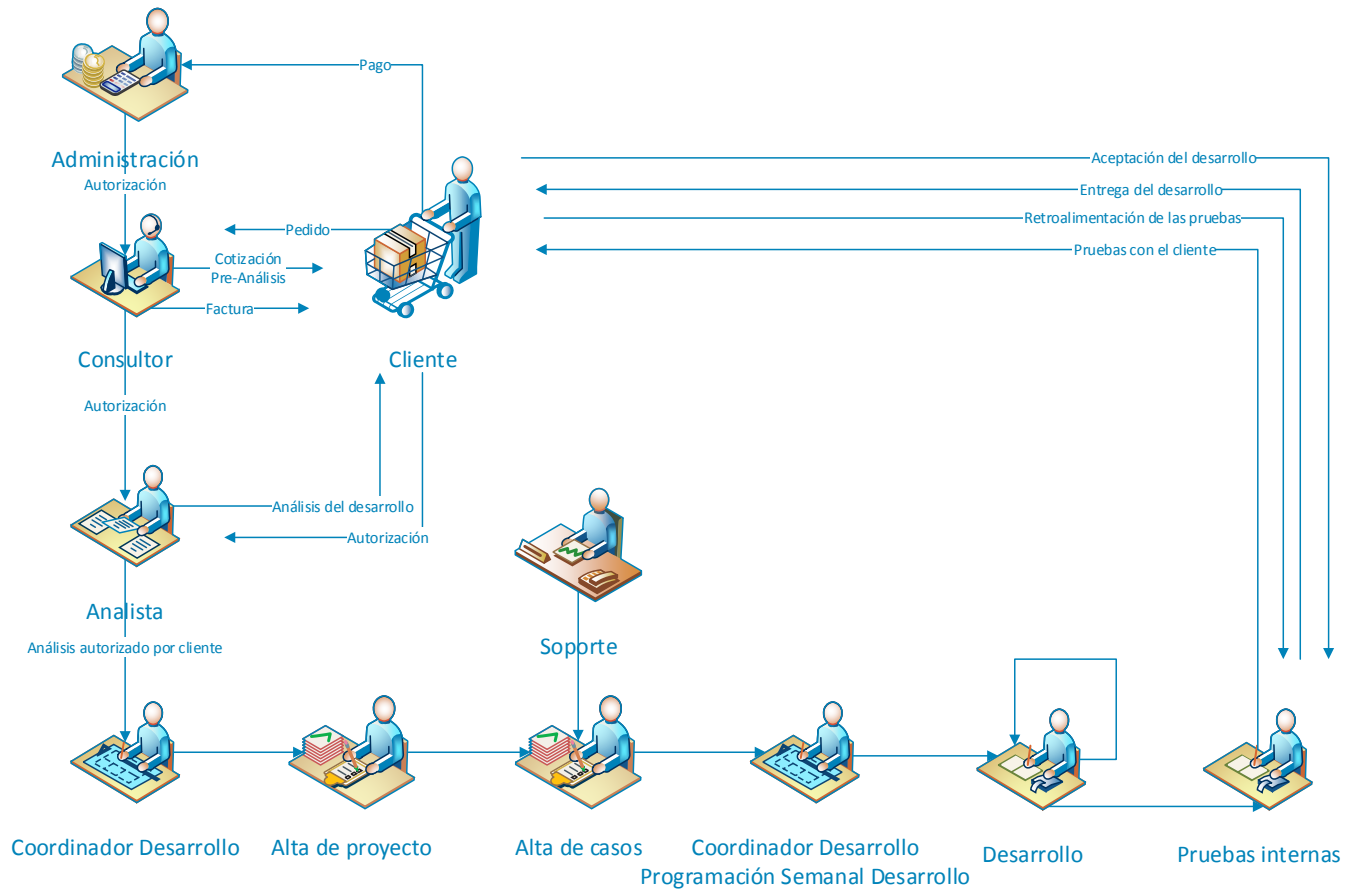 Pago
Administración
Autorización
Aceptación del desarrollo
Entrega del desarrollo
Retroalimentación de las pruebas
Pedido
Pruebas con el cliente
Cotización
Pre-Análisis
Factura
Consultor
Cliente
Autorización
Análisis del desarrollo
Autorización
Analista
Análisis autorizado por cliente
Soporte
Coordinador Desarrollo
Alta de proyecto
Alta de casos
Coordinador Desarrollo
Programación Semanal Desarrollo
Desarrollo
Pruebas internas